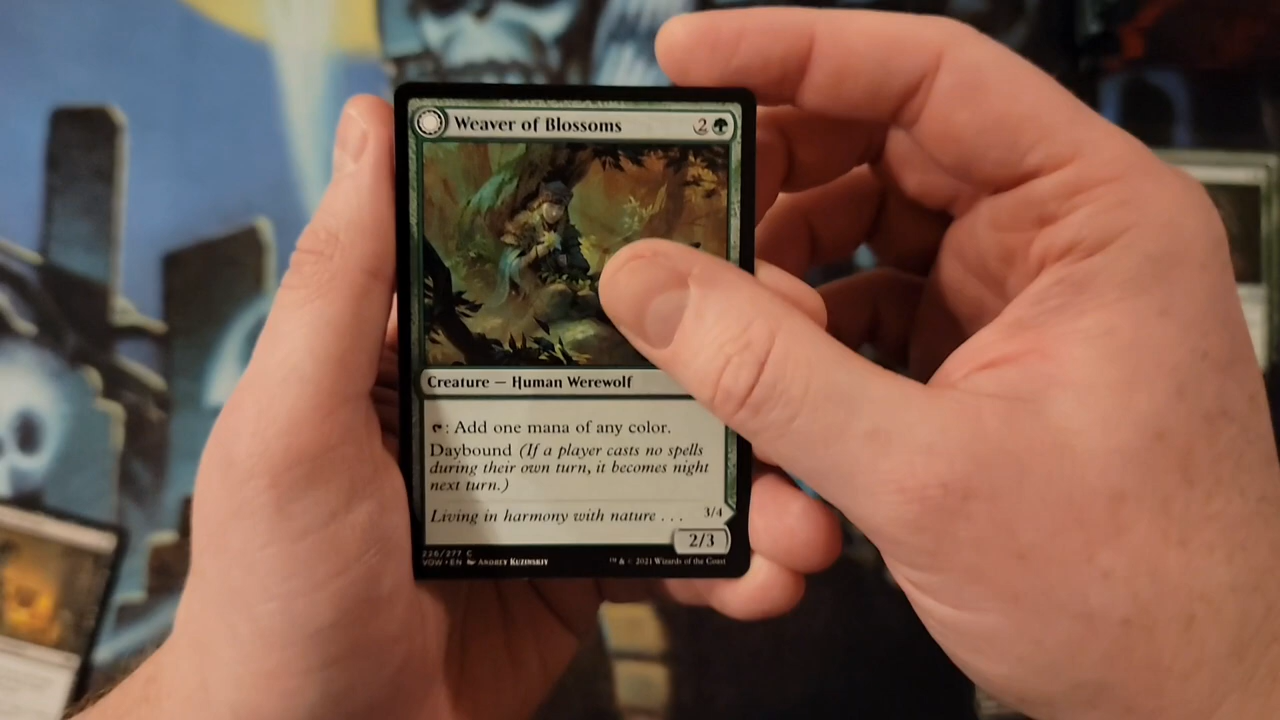 Weaver of Blossoms 2
Creature — Human Werewolf
: Add one mana of any color.
Daybound (If a player casts no spells
during their own turn, it becomes night
next turn.)
Living in harmony with nature . . .
3/4
2/3
226/277 C
VOW • EN Andrey Kuzinskiy
™ & © 2021 Wizards of the Coast